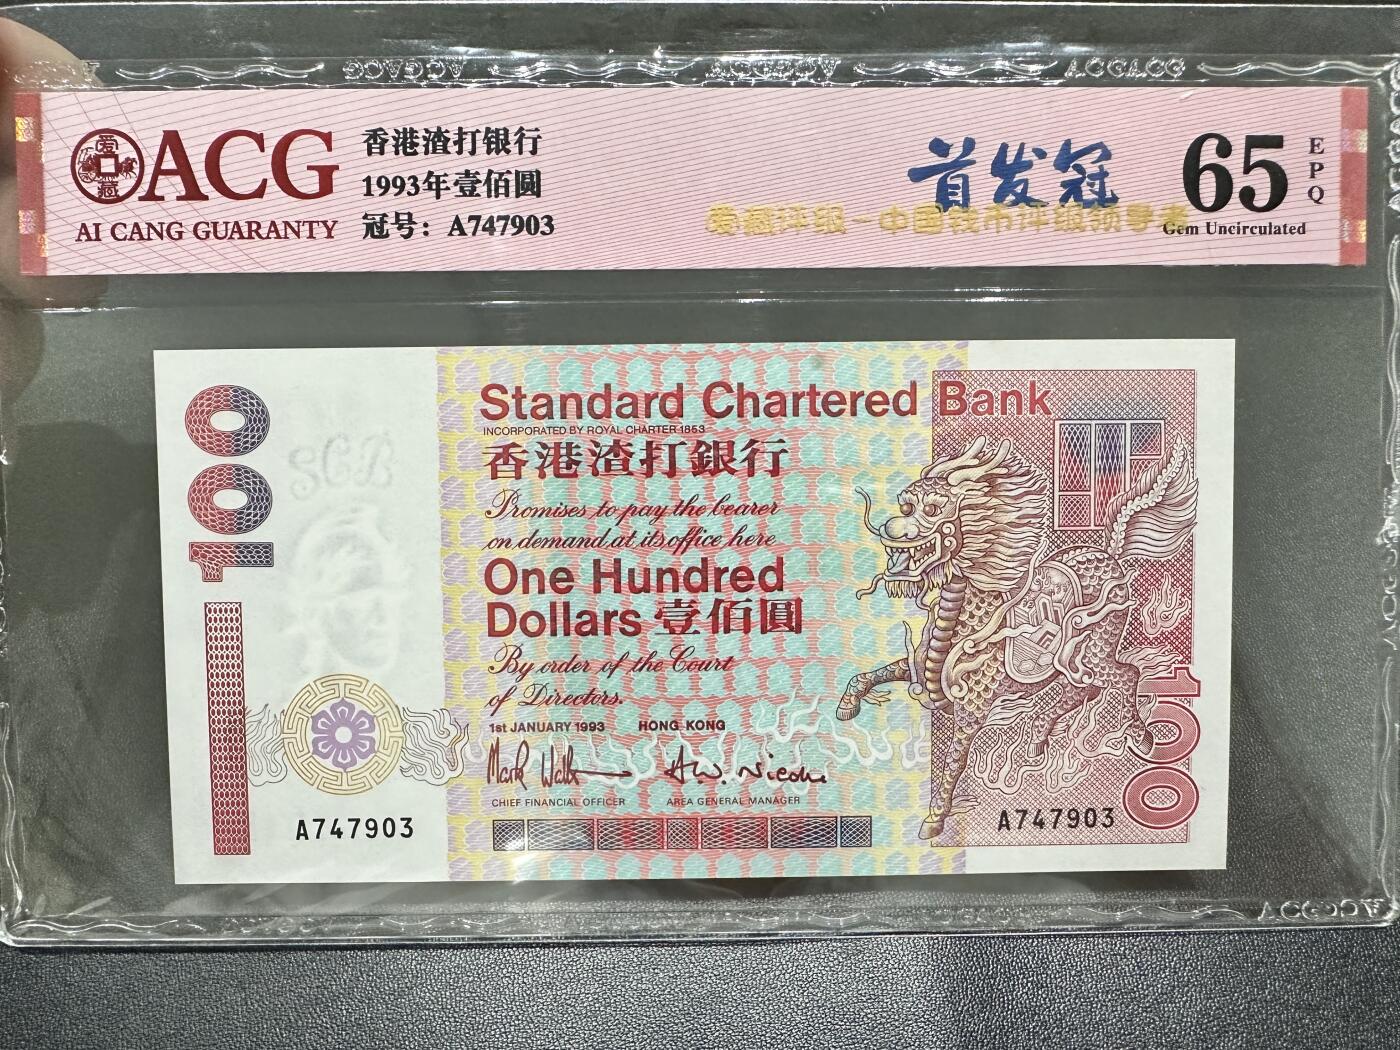 ACGACG
ACGACG
ACGACG
爱藏
ACG
AI CANG GUARANTY
香港渣打银行
1993年壹佰圆
冠号：A747903
首发冠
爱藏评级-中国钱币评级领导者
65
EPQ
Gem Uncirculated
100
SCB
Standard Chartered Bank
INCORPORATED BY ROYAL CHARTER 1853
香港渣打銀行
Promises to pay the bearer
on demand at its office here
One Hundred
Dollars 壹佰圓
By order of the Court
of Directors.
1st JANUARY 1993 HONG KONG
CHIEF FINANCIAL OFFICER AREA GENERAL MANAGER
A747903
A747903
100